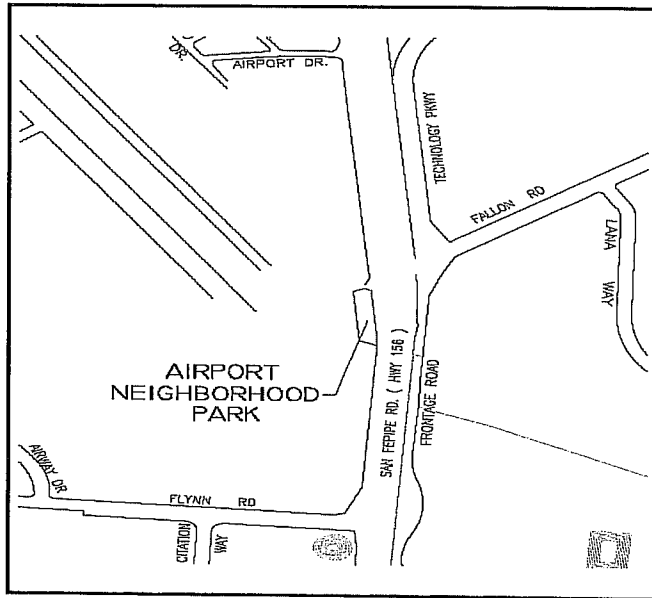 DR.
AIRPORT DR.
TECHNOLOGY PKWY
FALLON RD
LANA WAY
AIRPORT
NEIGHBORHOOD
PARK
SAN FEPIPE RD. ( HWY 156 )
FRONTAGE ROAD
AIRWAY DR
FLYNN RD
CITATION
WAY